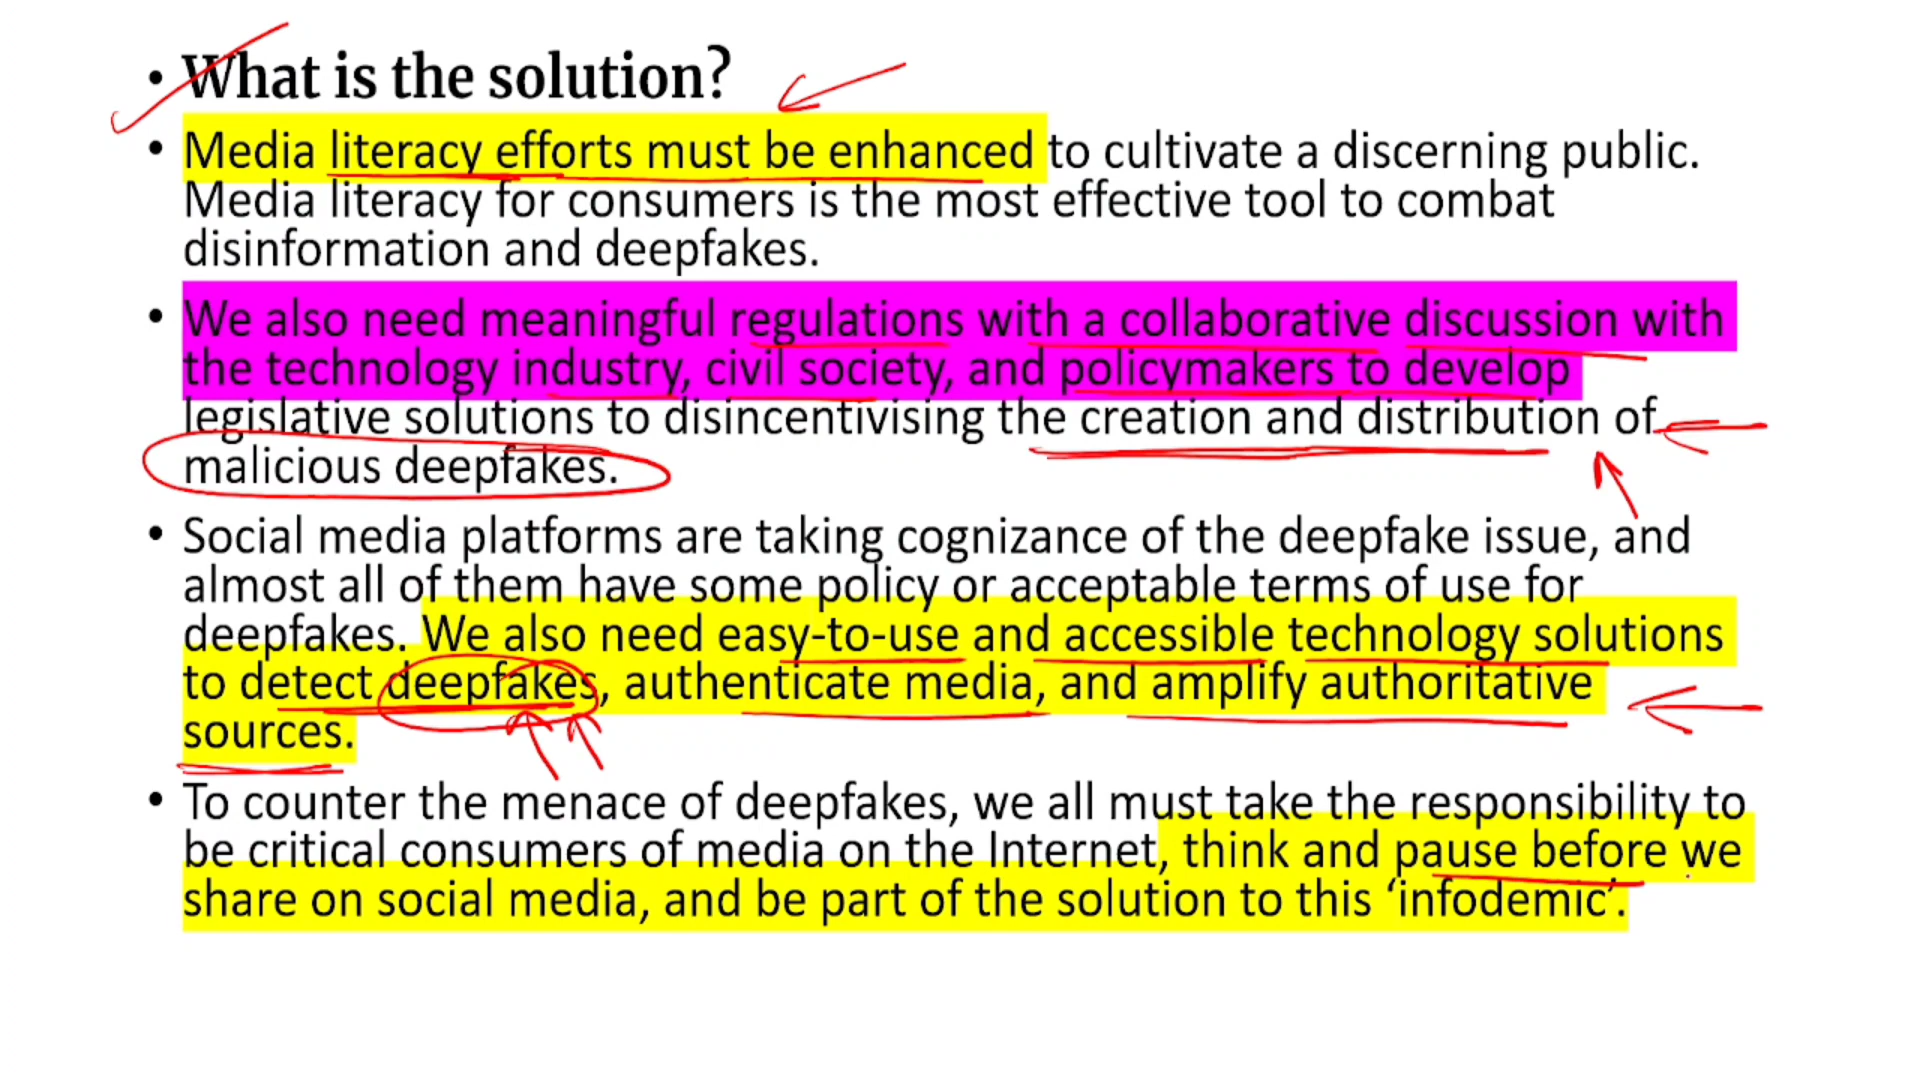 • What is the solution?
• Media literacy efforts must be enhanced to cultivate a discerning public.
Media literacy for consumers is the most effective tool to combat
disinformation and deepfakes.
• We also need meaningful regulations with a collaborative discussion with
the technology industry, civil society, and policymakers to develop
legislative solutions to disincentivising the creation and distribution of
malicious deepfakes.
• Social media platforms are taking cognizance of the deepfake issue, and
almost all of them have some policy or acceptable terms of use for
deepfakes. We also need easy-to-use and accessible technology solutions
to detect deepfakes, authenticate media, and amplify authoritative
sources.
• To counter the menace of deepfakes, we all must take the responsibility to
be critical consumers of media on the Internet, think and pause before we
share on social media, and be part of the solution to this ‘infodemic’.